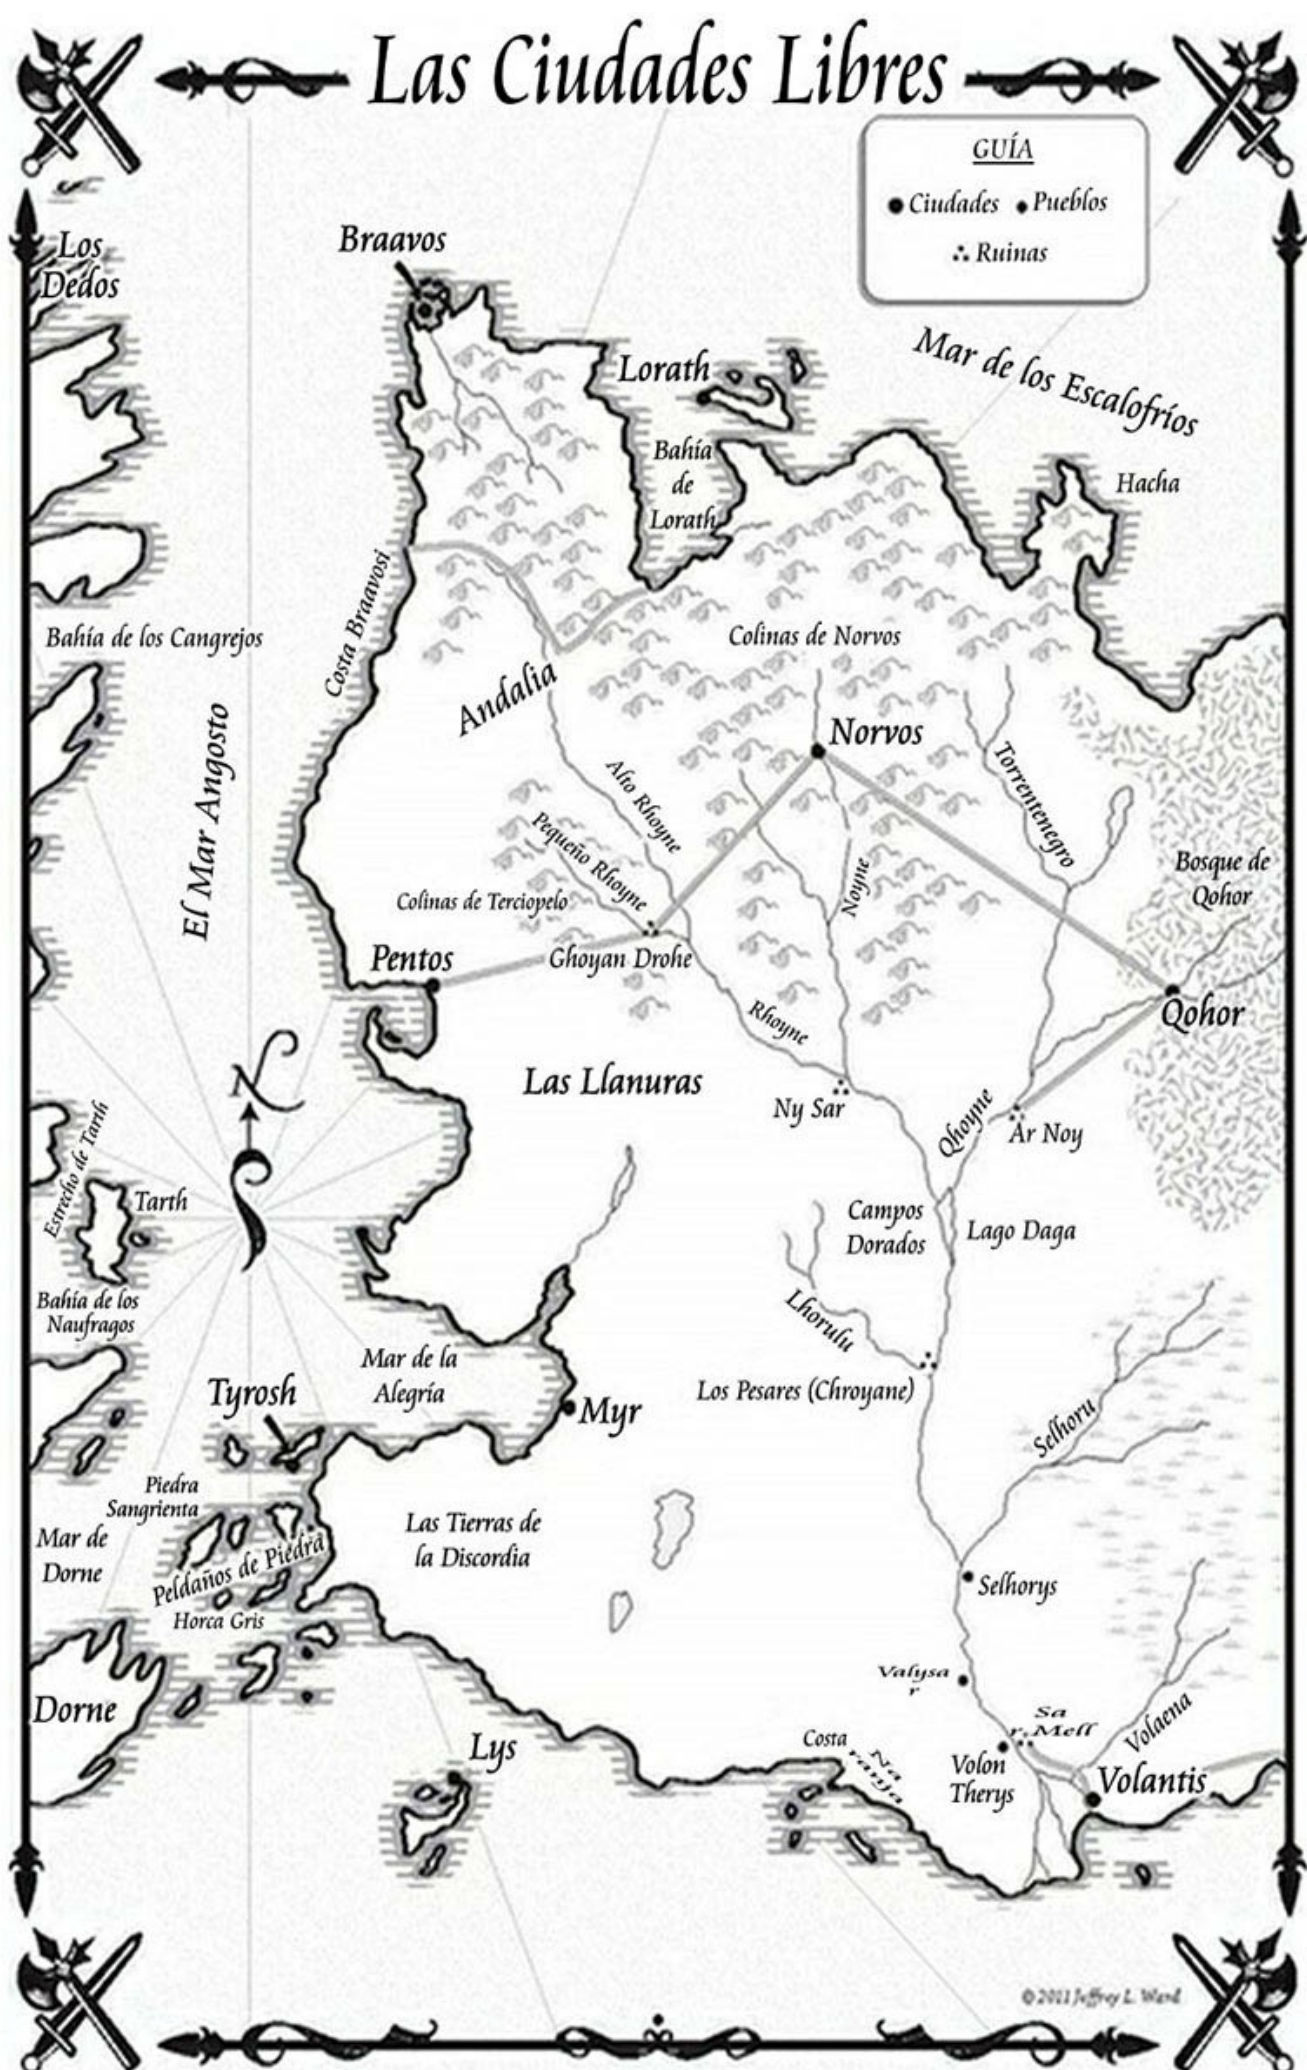 Las Ciudades Libres
GUÍA
Ciudades Pueblos
Ruinas
Los
Dedos
Braavos
Lorath
Mar de los Escalofríos
Bahía
de
Lorath
Hacha
Costa Braavosi
Bahía de los Cangrejos
Colinas de Norvos
Andalia
El Mar Angosto
Norvos
Torrentenegro
Alto Rhoyne
Pequeño Rhoyne
Noyne
Bosque de
Qohor
Colinas de Terciopelo
Pentos
Ghoyan Drohe
Qohor
Rhoyne
Las Llanuras
Ny Sar
Qhoyne
Ar Noy
Estrecho de Tarth
Tarth
Campos
Dorados
Lago Daga
Bahía de los
Naufragos
Lhorulu
Mar de la
Alegría
Tyrosh
Los Pesares (Chroyane)
Myr
Selhoru
Piedra
Sangrienta
Mar de
Dorne
Las Tierras de
la Discordia
Peldaños de Piedra
Horca Gris
Selhorys
Valysa
r
Dorne
Sa
r Mell
Volaena
Costa
Na
ranja
Lys
Volon
Therys
Volantis
© 2011 Jeffrey L. Ward